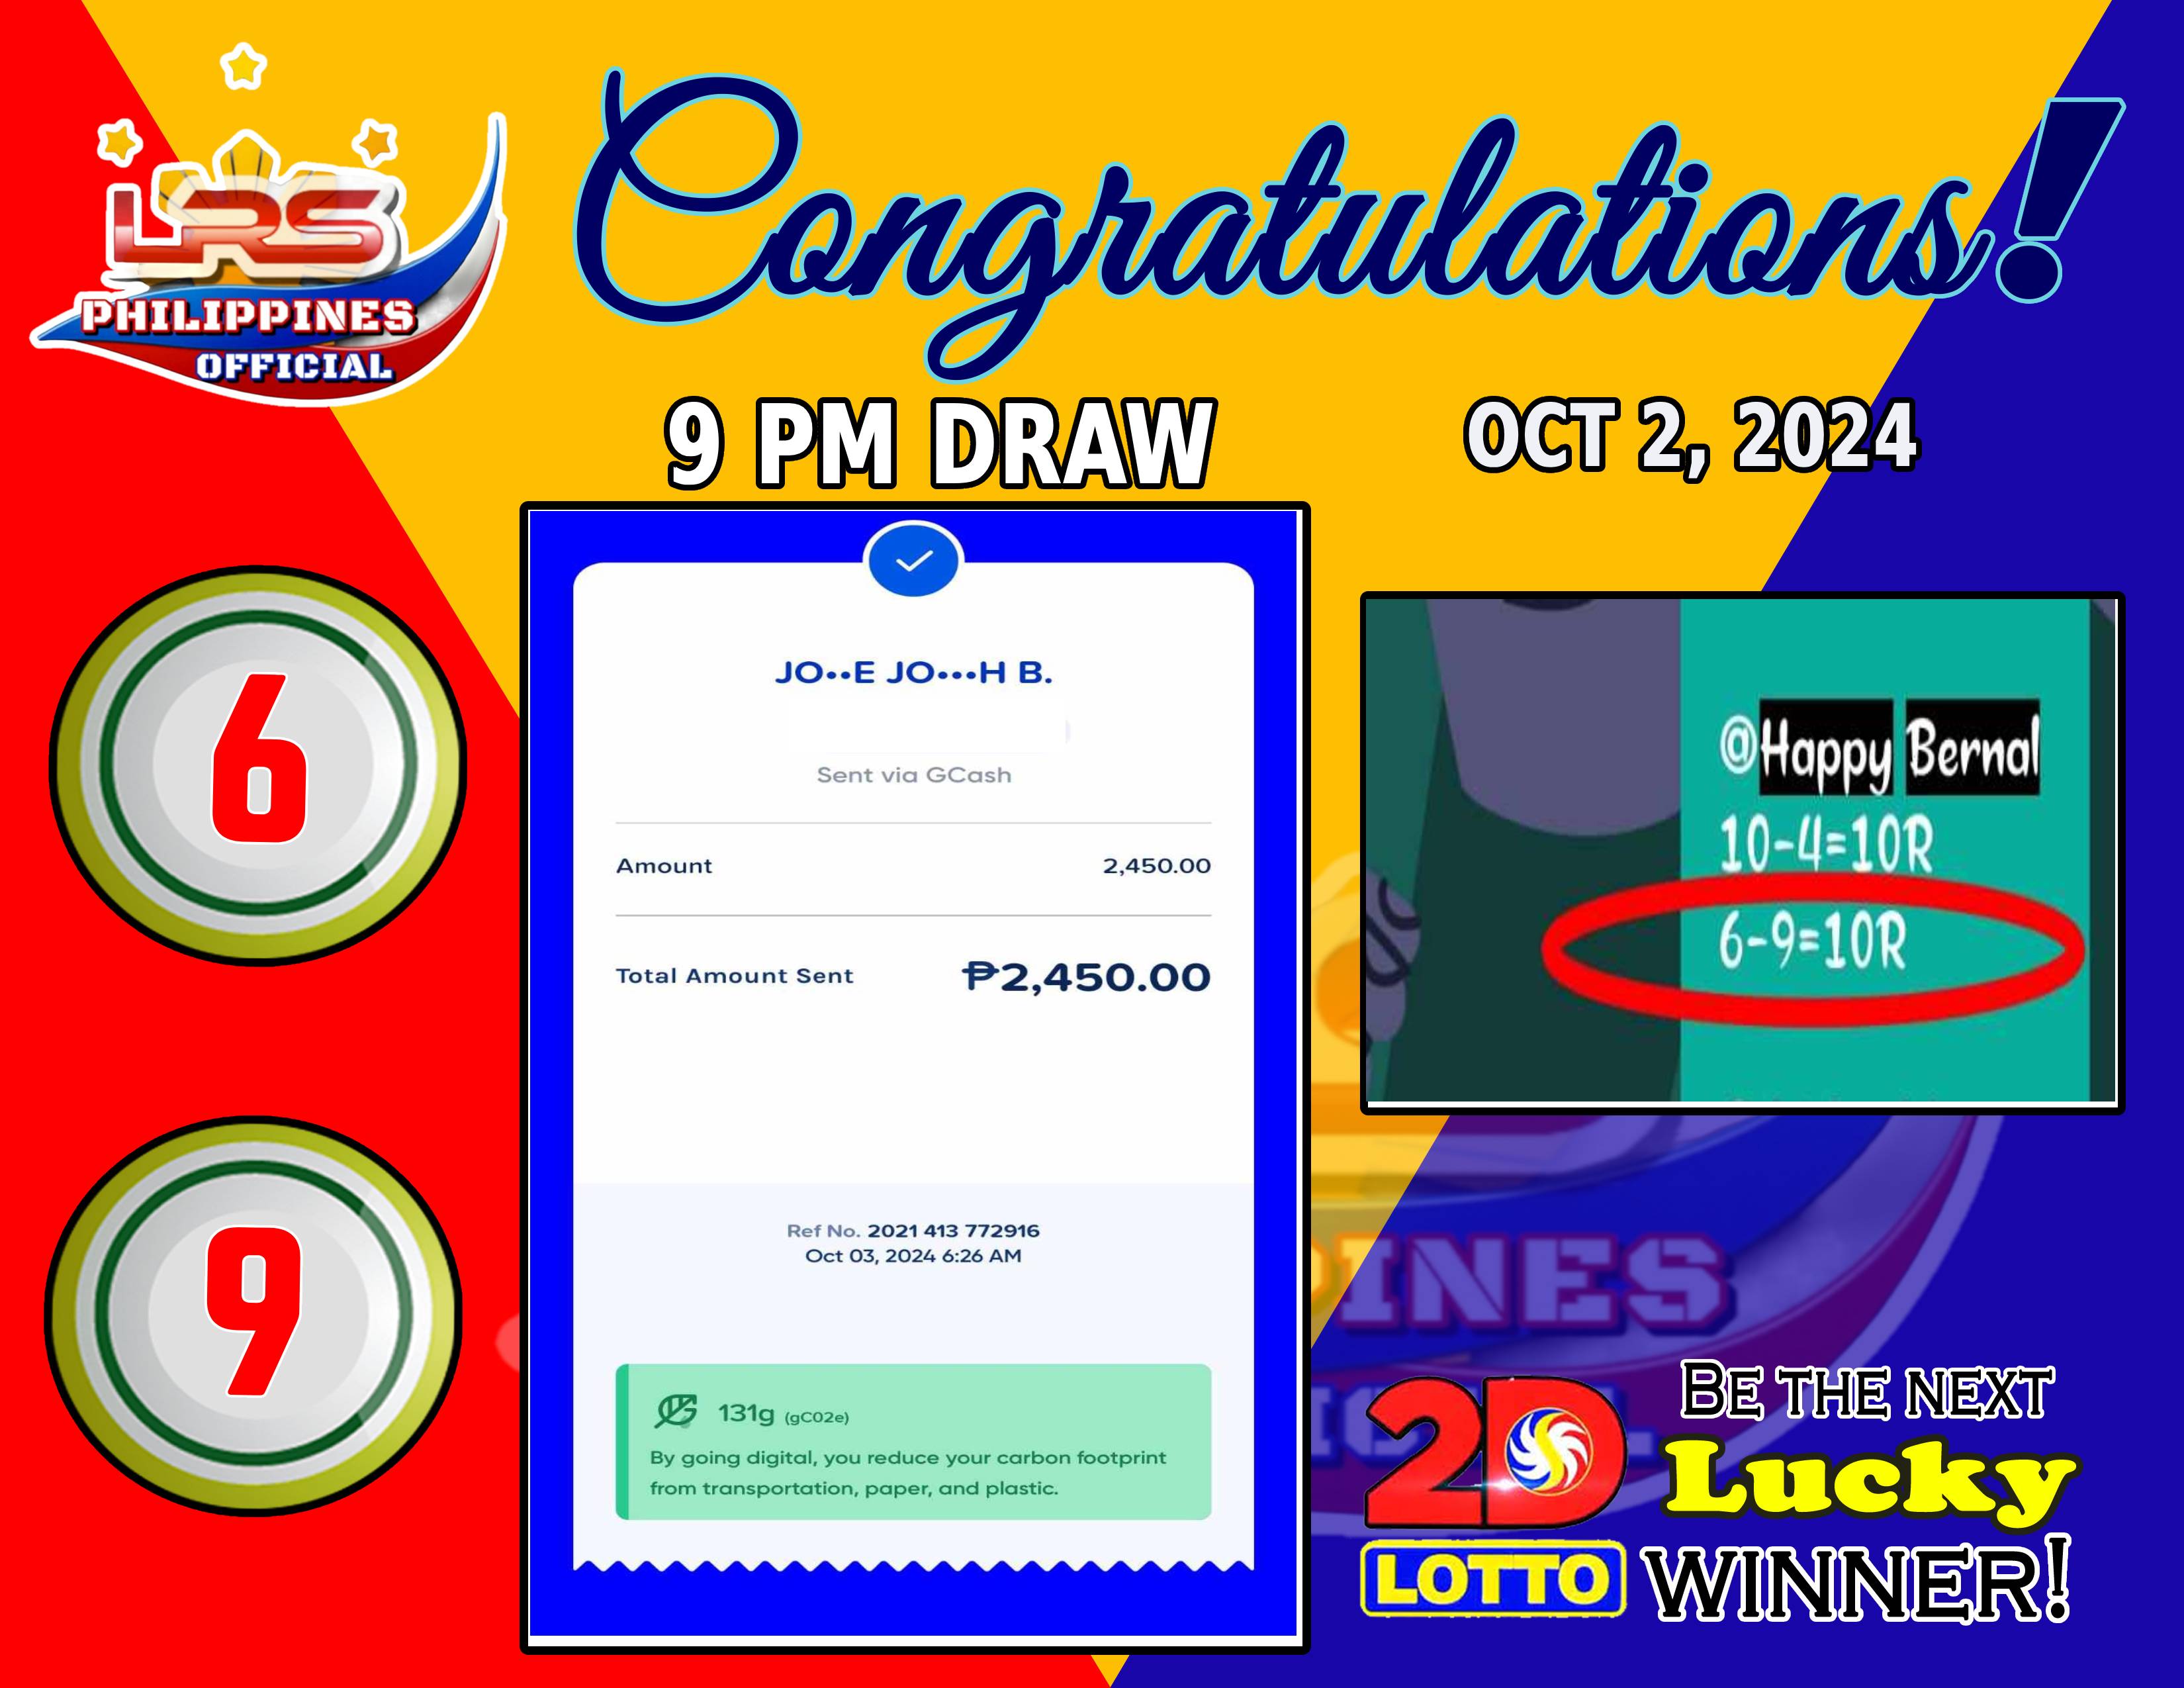 LRS
PHILIPPINES
OFFICIAL
Congratulations!
9 PM DRAW
OCT 2, 2024
6
9
JO••E JO•••H B.
Sent via GCash
Amount 2,450.00
Total Amount Sent ₱2,450.00
Ref No. 2021 413 772916
Oct 03, 2024 6:26 AM
131g (gCO2e)
By going digital, you reduce your carbon footprint
from transportation, paper, and plastic.
@Happy Bernal
10-4=10R
6-9=10R
PINES
2D
LOTTO
BE THE NEXT
Lucky
WINNER!